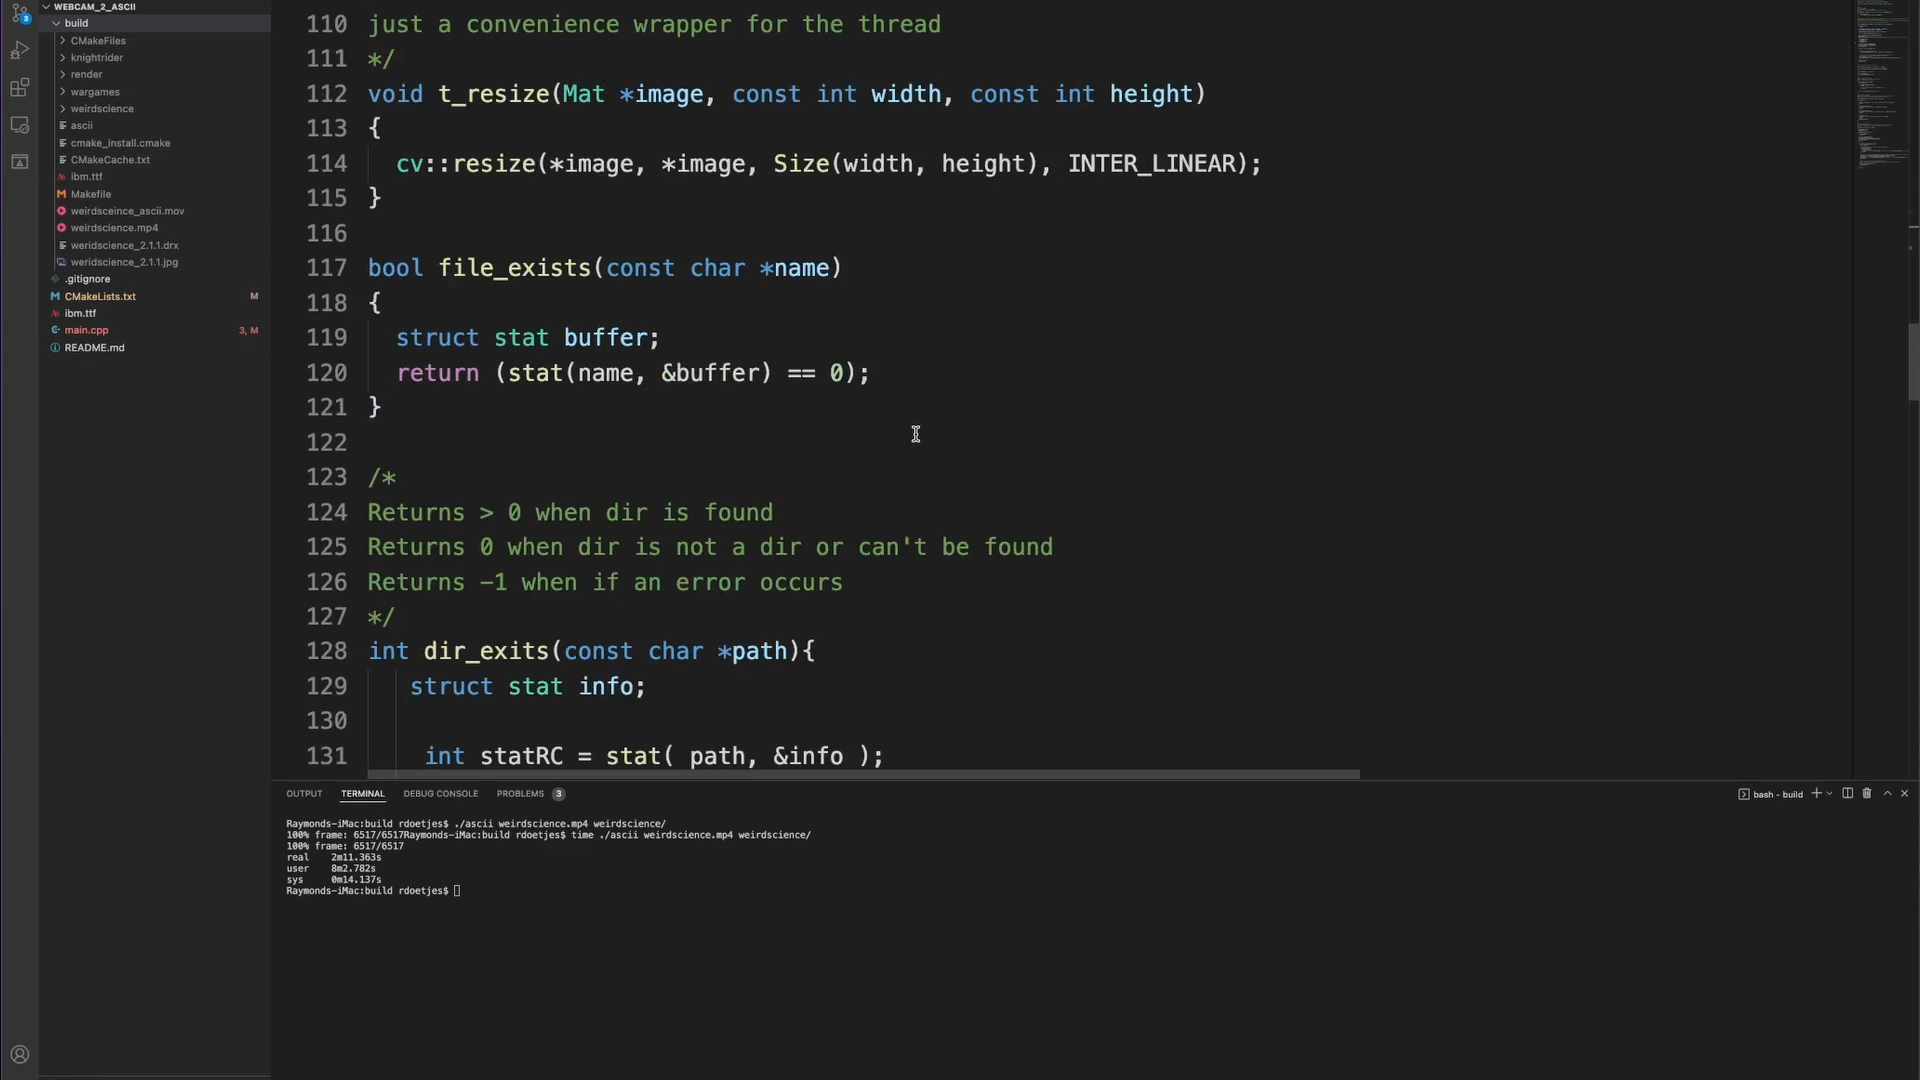 WEBCAM_2_ASCII
build
CMakeFiles
knightrider
render
wargames
weirdscience
ascii
cmake_install.cmake
CMakeCache.txt
ibm.ttf
Makefile
weirdsceince_ascii.mov
weirdscience.mp4
weridscience_2.1.1.drx
weridscience_2.1.1.jpg
.gitignore
CMakeLists.txt M
ibm.ttf
main.cpp 3, M
README.md
3
110 just a convenience wrapper for the thread
111 */
112 void t_resize(Mat *image, const int width, const int height)
113 {
114 cv::resize(*image, *image, Size(width, height), INTER_LINEAR);
115 }
116
117 bool file_exists(const char *name)
118 {
119 struct stat buffer;
120 return (stat(name, &buffer) == 0);
121 }
122
123 /*
124 Returns > 0 when dir is found
125 Returns 0 when dir is not a dir or can't be found
126 Returns -1 when if an error occurs
127 */
128 int dir_exits(const char *path){
129 struct stat info;
130
131 int statRC = stat( path, &info );
OUTPUT TERMINAL DEBUG CONSOLE PROBLEMS 3 bash - build
Raymonds-iMac:build rdoetjes$ ./ascii weirdscience.mp4 weirdscience/
100% frame: 6517/6517Raymonds-iMac:build rdoetjes$ time ./ascii weirdscience.mp4 weirdscience/
100% frame: 6517/6517
real 2m11.363s
user 8m2.782s
sys 0m14.137s
Raymonds-iMac:build rdoetjes$